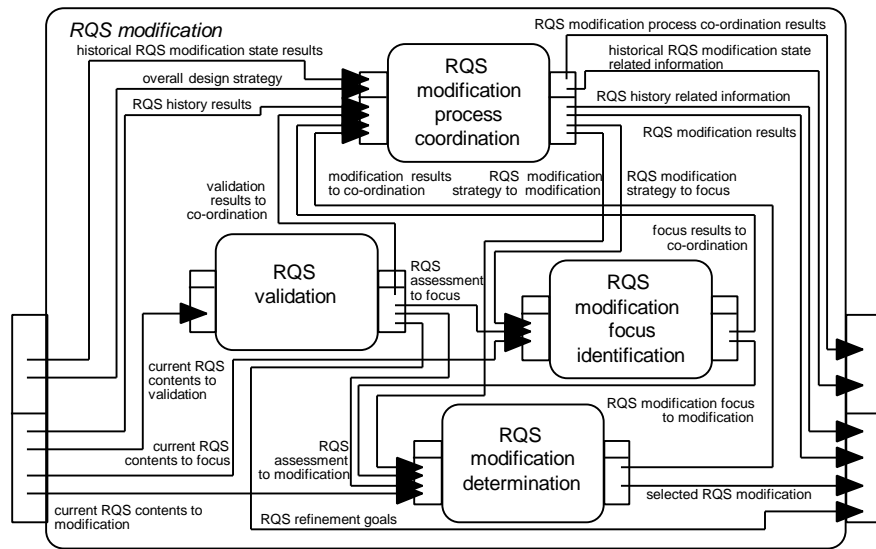 RQS modification
historical RQS modification state results
overall design strategy
RQS history results
RQS
modification
process
coordination
RQS modification process co-ordination results
historical RQS modification state
related information
RQS history related information
RQS modification results
validation
results to
co-ordination
modification results
to co-ordination
RQS modification
strategy to modification
RQS modification
strategy to focus
focus results to
co-ordination
RQS
validation
RQS
assessment
to focus
RQS
modification
focus
identification
current RQS
contents to
validation
RQS modification focus
to modification
current RQS
contents to focus
RQS
assessment
to modification
RQS
modification
determination
current RQS contents to
modification
RQS refinement goals
selected RQS modification